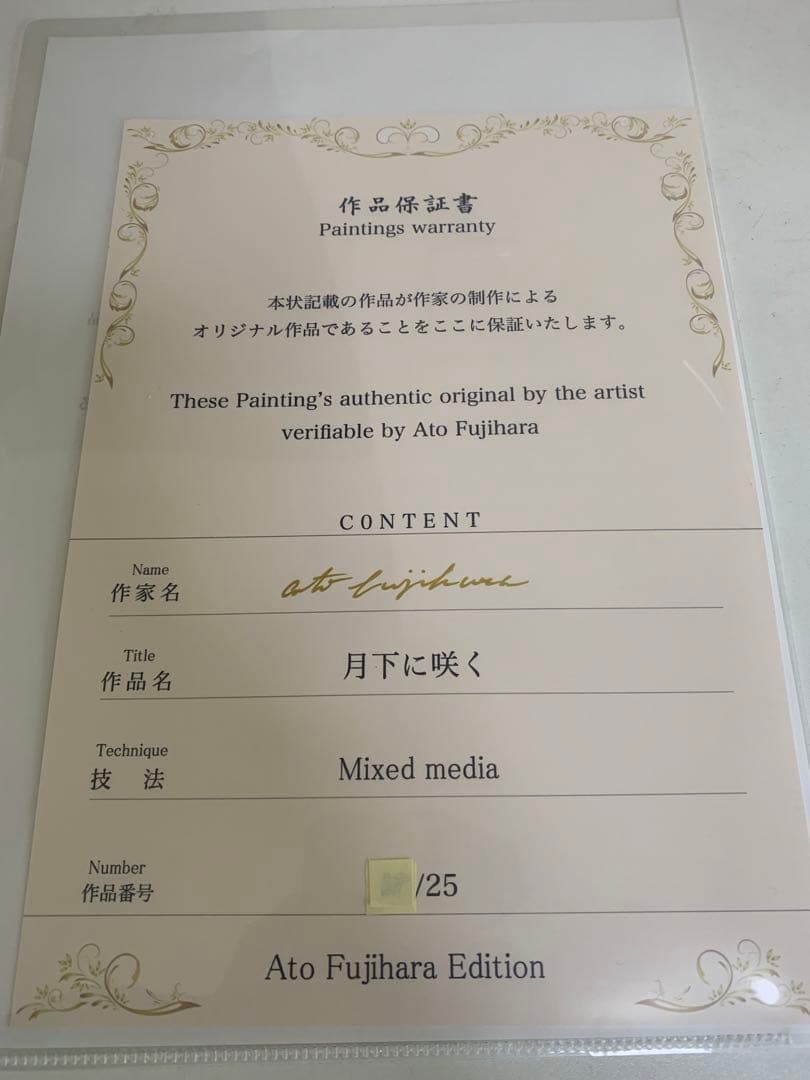 作品保証書
Paintings warranty
本状記載の作品が作家の制作による
オリジナル作品であることをここに保証いたします。
These Painting's authentic original by the artist
verifiable by Ato Fujihara
C0NTENT
Name
作家名 ato fujihara
Title
作品名 月下に咲く
Technique
技 法 Mixed media
Number
作品番号 /25
Ato Fujihara Edition